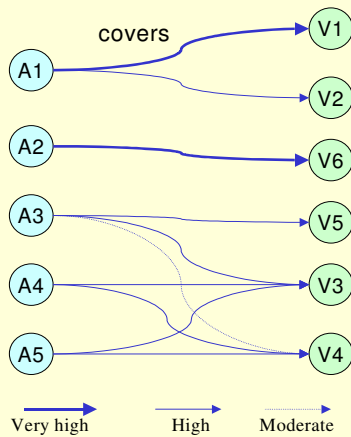 covers
V1
A1
V2
A2
V6
A3
V5
A4
V3
A5
V4
Very high
High
Moderate